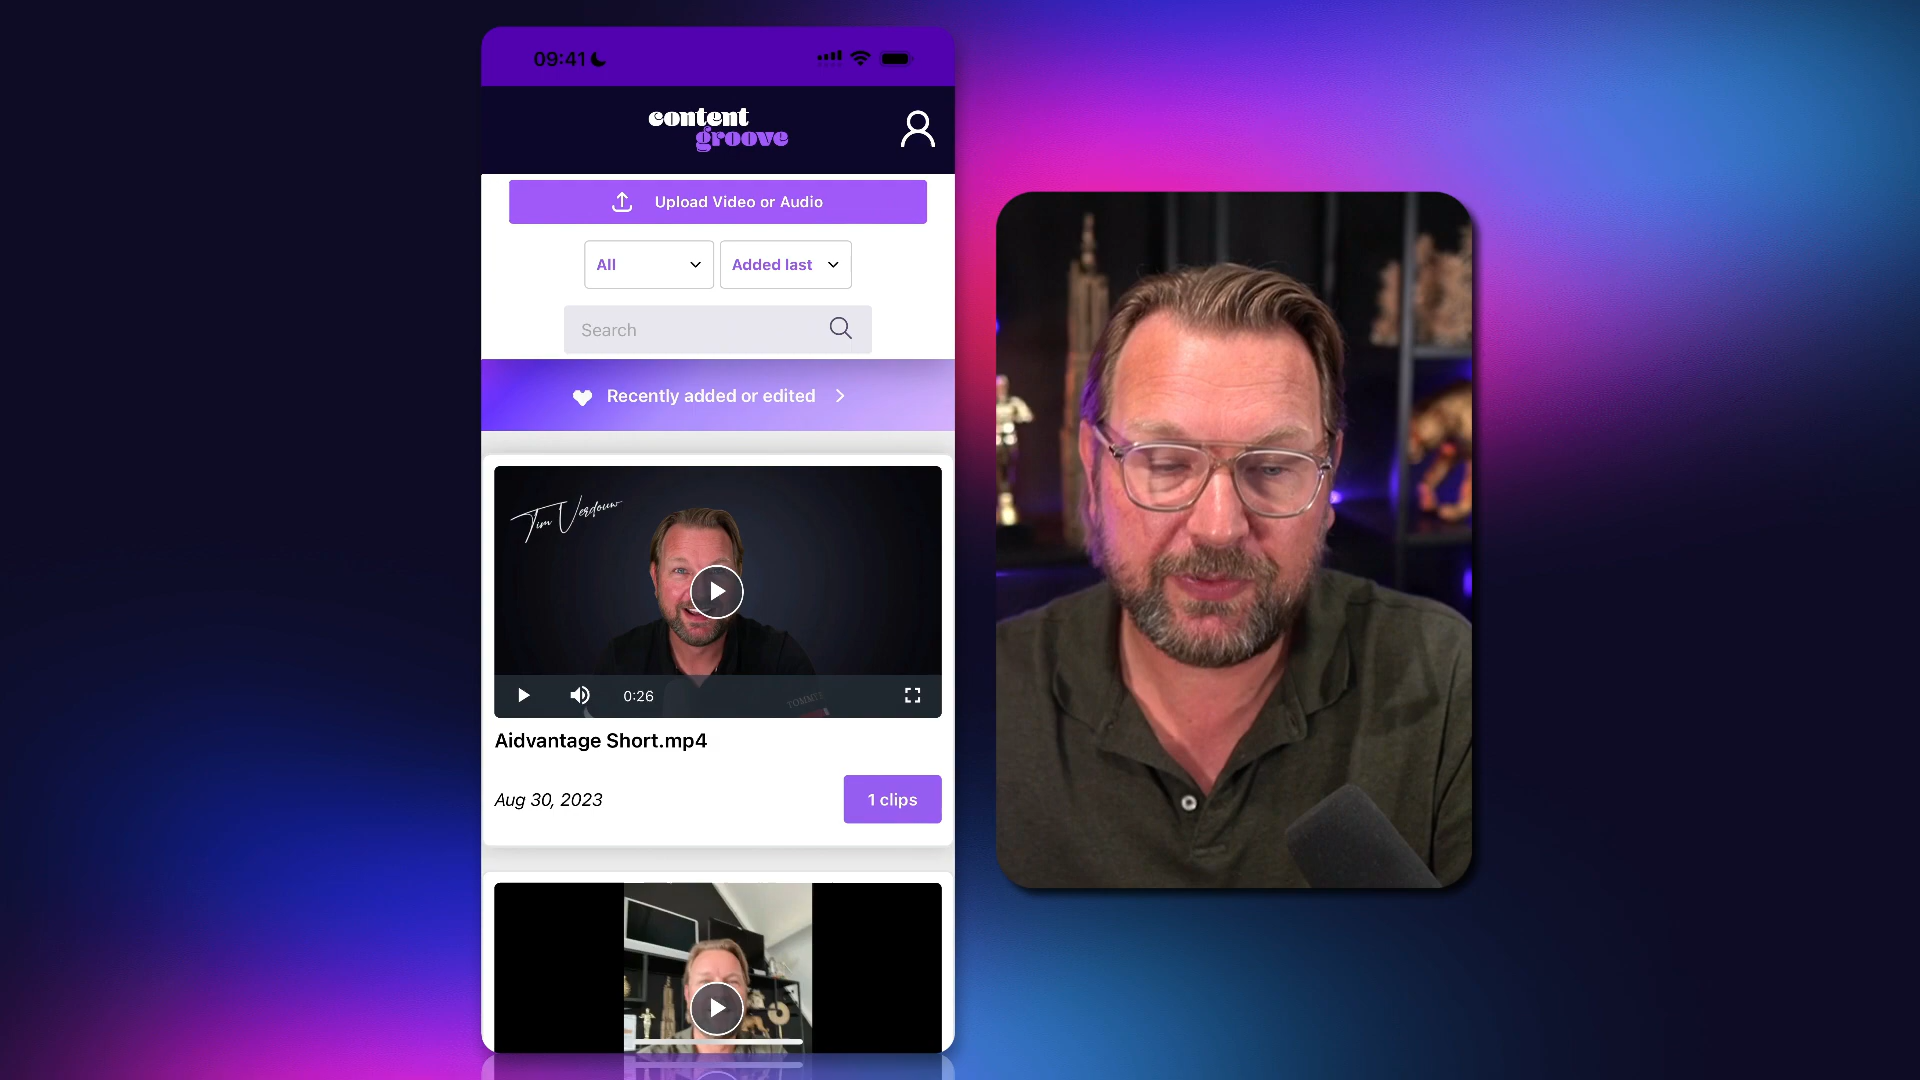 09:41
content
groove
Upload Video or Audio
All
Added last
Search
Recently added or edited
Tim Verdouw
0:26
TOMMY
Aidvantage Short.mp4
Aug 30, 2023
1 clips